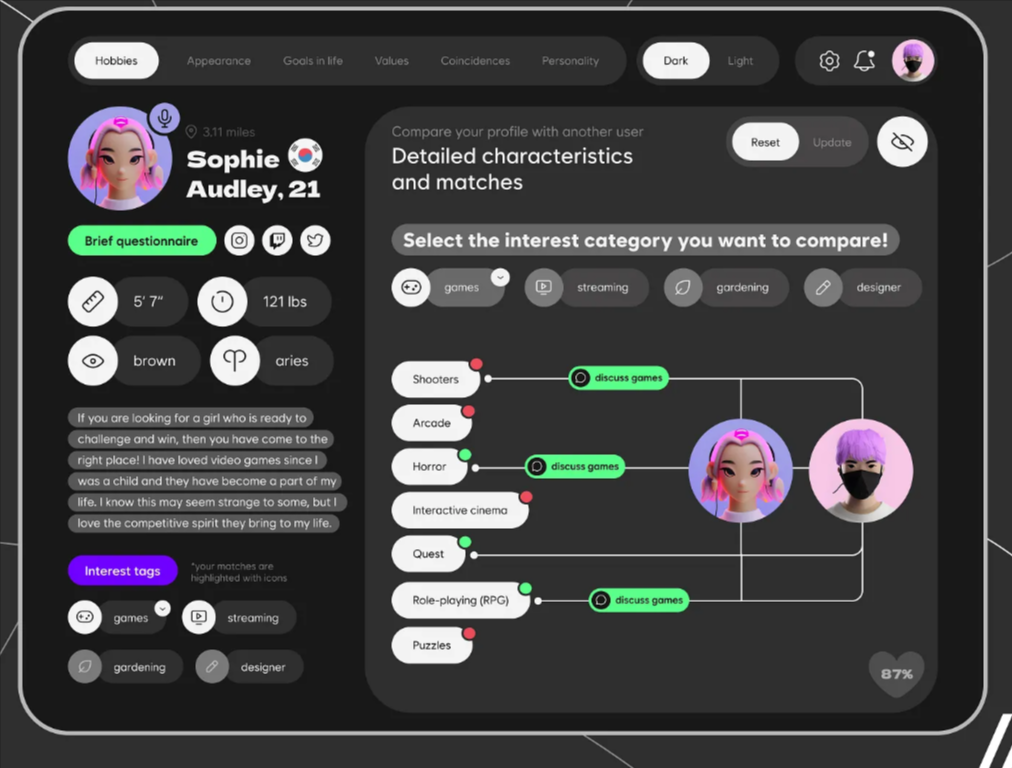 Hobbies
Appearance
Goals in life
Values
Coincidences
Personality
Dark
Light
3.11 miles
Sophie
Audley, 21
Brief questionnaire
5' 7"
121 lbs
brown
aries
If you are looking for a girl who is ready to
challenge and win, then you have come to the
right place! I have loved video games since I
was a child and they have become a part of my
life. I know this may seem strange to some, but I
love the competitive spirit they bring to my life.
Interest tags
*your matches are
highlighted with icons
games
streaming
gardening
designer
Compare your profile with another user
Detailed characteristics
and matches
Reset
Update
Select the interest category you want to compare!
games
streaming
gardening
designer
Shooters
discuss games
Arcade
Horror
discuss games
Interactive cinema
Quest
Role-playing (RPG)
discuss games
Puzzles
87%